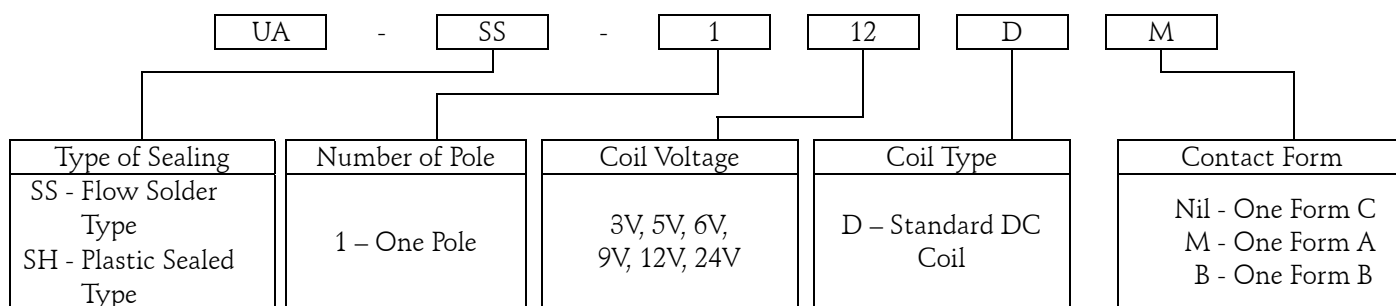 UA - SS - 1 12 D M
Type of Sealing
SS - Flow Solder
Type
SH - Plastic Sealed
Type
Number of Pole
1 – One Pole
Coil Voltage
3V, 5V, 6V,
9V, 12V, 24V
Coil Type
D – Standard DC
Coil
Contact Form
Nil - One Form C
M - One Form A
B - One Form B